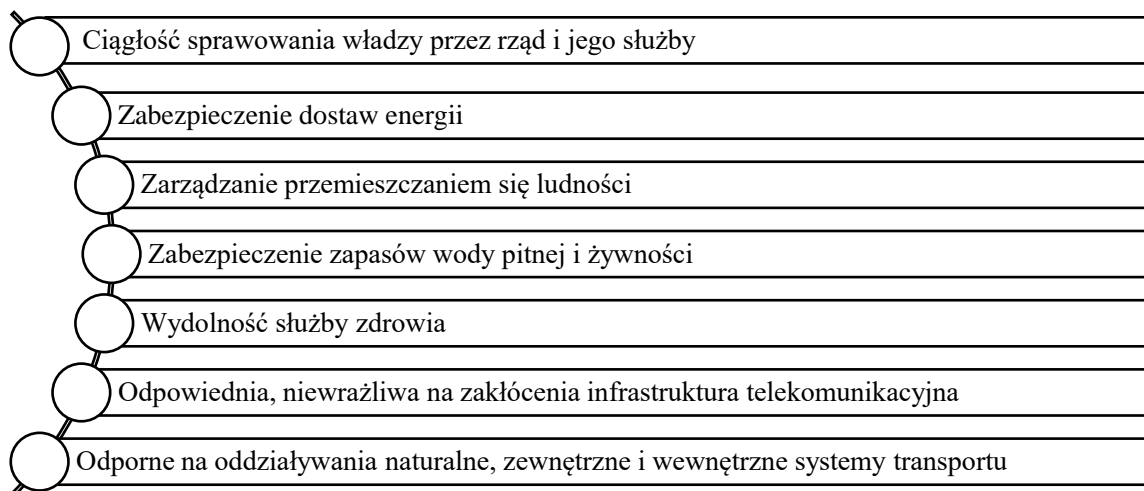 Ciągłość sprawowania władzy przez rząd i jego służby
Zabezpieczenie dostaw energii
Zarządzanie przemieszczaniem się ludności
Zabezpieczenie zapasów wody pitnej i żywności
Wydolność służby zdrowia
Odpowiednia, niewrażliwa na zakłócenia infrastruktura telekomunikacyjna
Odporne na oddziaływania naturalne, zewnętrzne i wewnętrzne systemy transportu